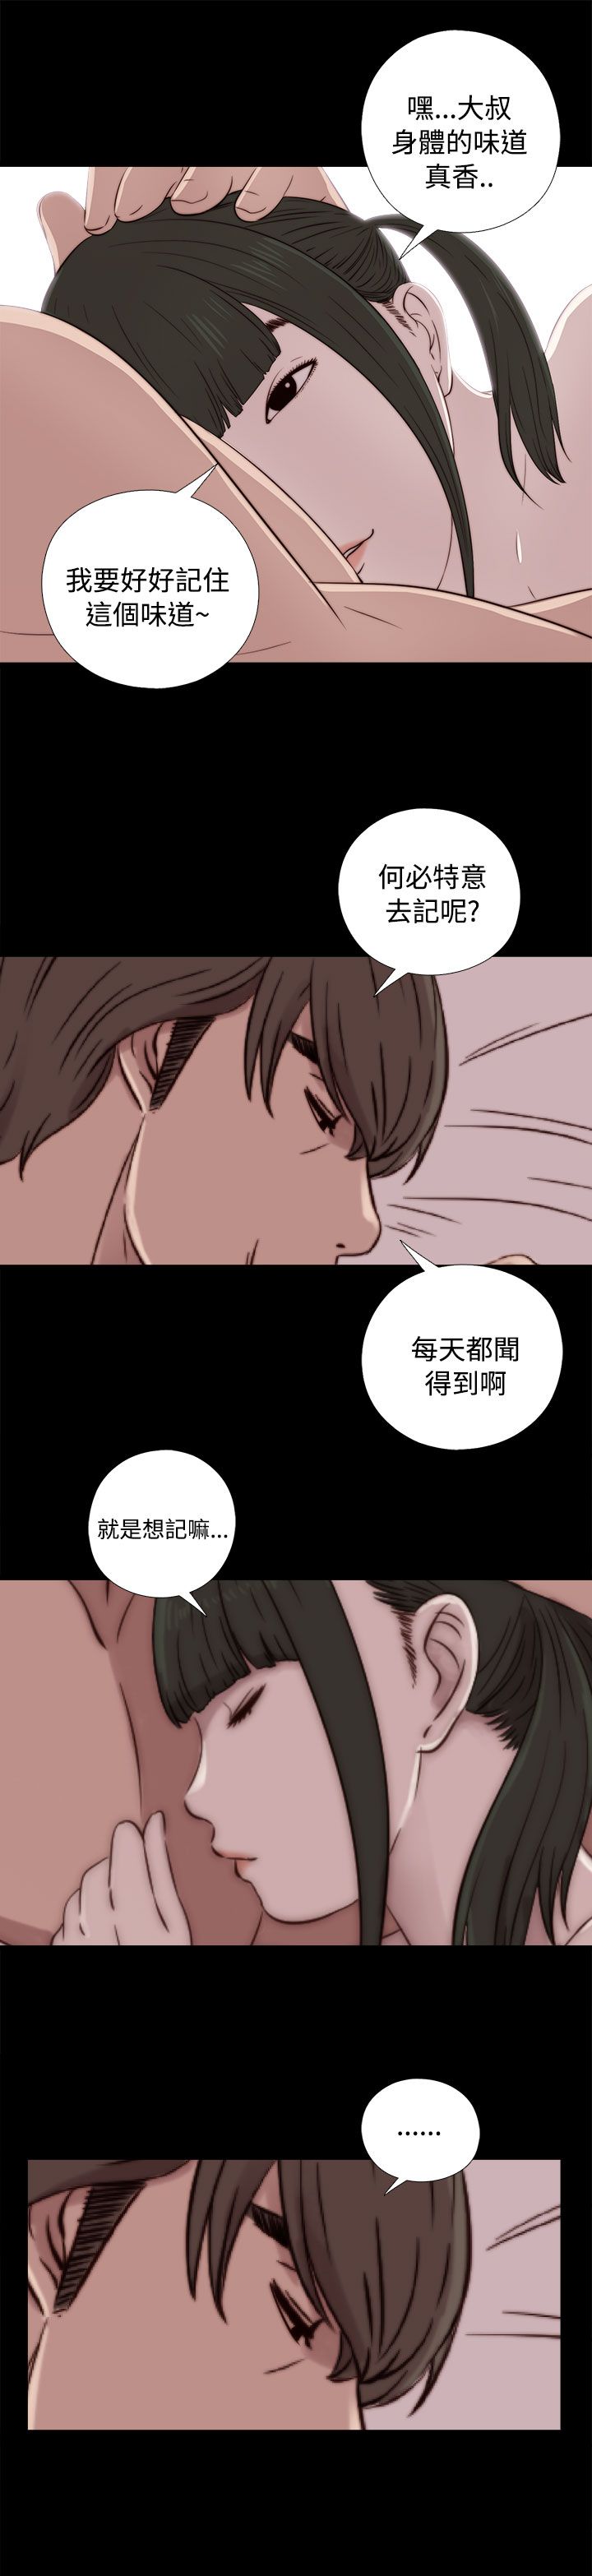 嘿...大叔
身體的味道
真香..
我要好好記住
這個味道~
何必特意
去記呢?
每天都聞
得到啊
就是想記嘛...
......